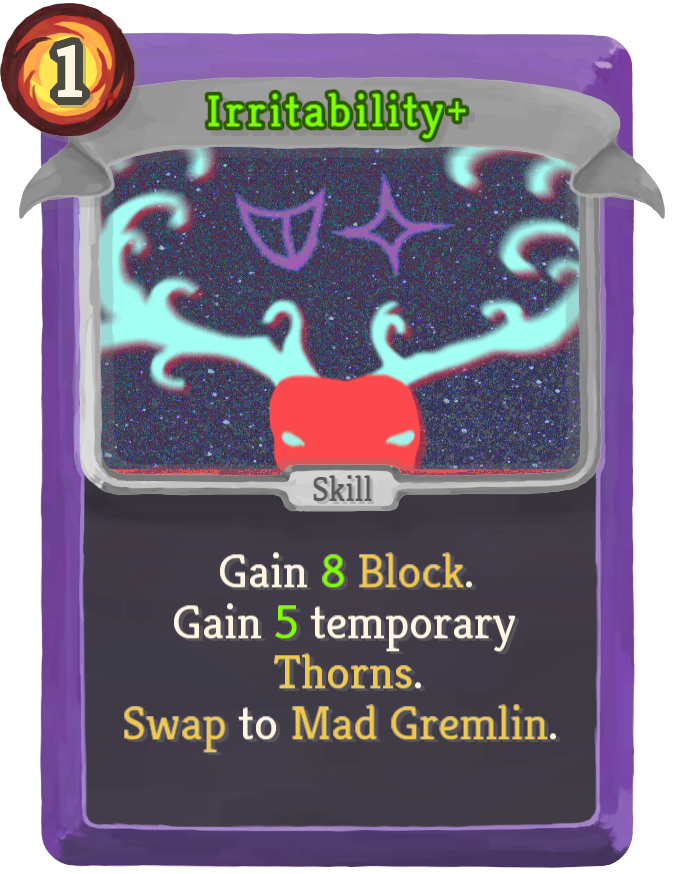 1
Irritability+
Skill
Gain 8 Block.
Gain 5 temporary
Thorns.
Swap to Mad Gremlin.